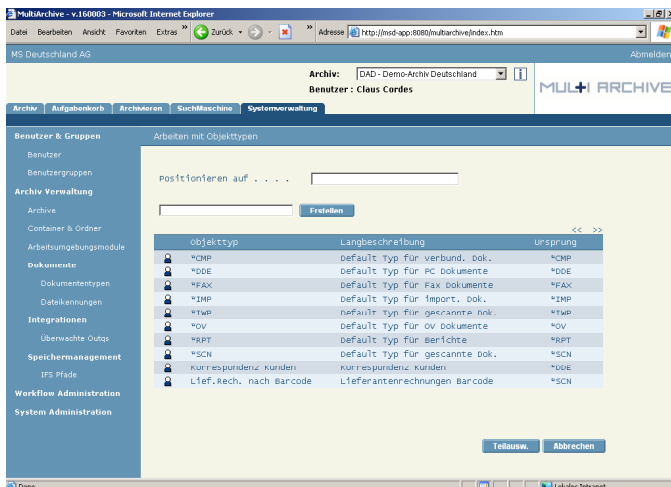 MultiArchive - v.160003 - Microsoft Internet Explorer
Datei Bearbeiten Ansicht Favoriten Extras » Zurück » Adresse http://msd-app:8080/multiarchive/index.htm
MS Deutschland AG Abmelden
Archiv: DAD - Demo-Archiv Deutschland
Benutzer : Claus Cordes
MULTI ARCHIVE
Archiv Aufgabenkorb Archivieren SuchMaschine Systemverwaltung
Benutzer & Gruppen Arbeiten mit Objekttypen
Benutzer
Benutzergruppen
Positionieren auf . . . .
Archiv Verwaltung
Archive
Erstellen
Container & Ordner
<< >>
Arbeitsumgebungsmodule
Objekttyp Langbeschreibung Ursprung
*CMP Default Typ für verbund. Dok. *CMP
Dokumente
*DDE Default Typ für PC Dokumente *DDE
Dokumententypen
*FAX Default Typ für Fax Dokumente *FAX
Dateikennungen
*IMP Default Typ für import. Dok. *IMP
*IWP Default Typ für gescannte Dok. *IWP
Integrationen
*OV Default Typ für OV Dokumente *OV
Überwachte Outqs
*RPT Default Typ für Berichte *RPT
Speichermanagement
*SCN Default Typ für gescannte Dok. *SCN
Korrespondenz Kunden Korrespondenz Kunden *DDE
IFS Pfade
Lief.Rech. nach Barcode Lieferantenrechnungen Barcode *SCN
Workflow Administration
System Administration
Teilausw. Abbrechen
Done Lokales Intranet